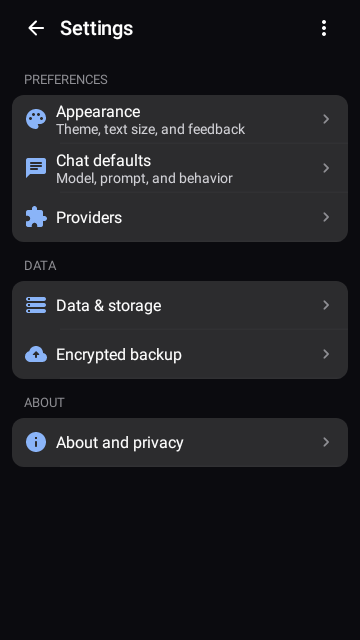 Settings
PREFERENCES
Appearance
Theme, text size, and feedback
Chat defaults
Model, prompt, and behavior
Providers
DATA
Data & storage
Encrypted backup
ABOUT
About and privacy